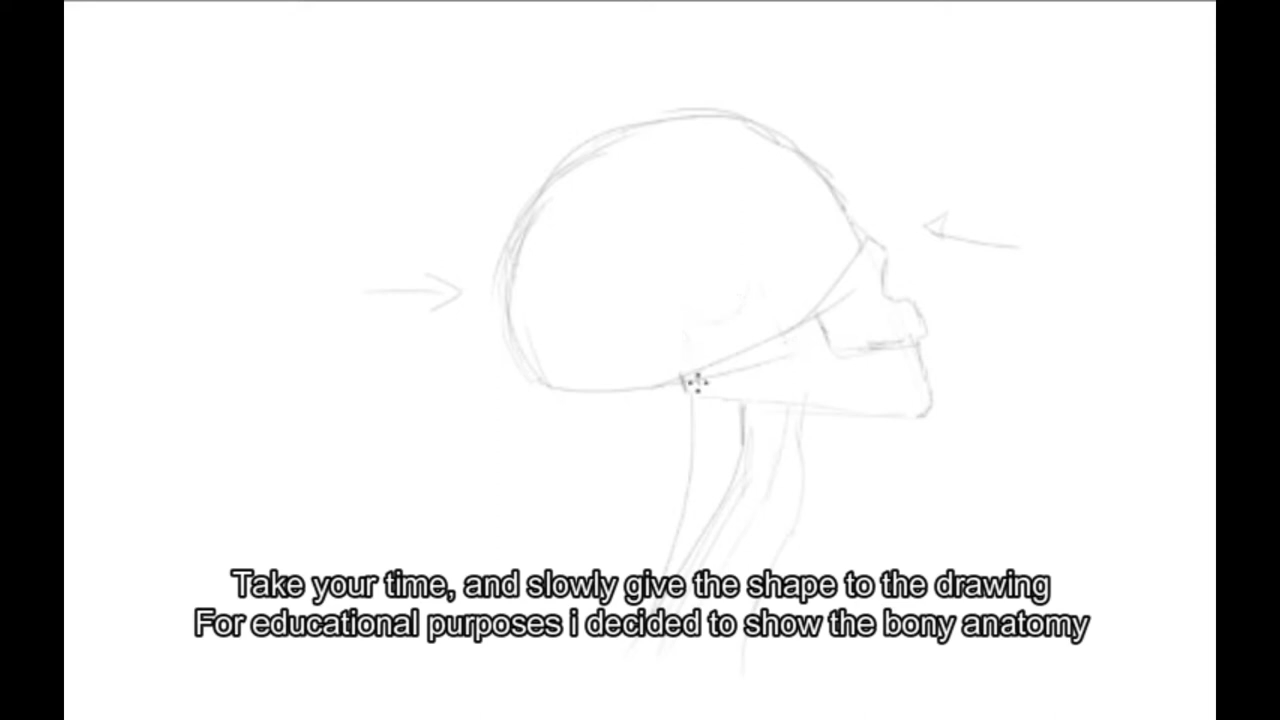 Take your time, and slowly give the shape to the drawing
For educational purposes i decided to show the bony anatomy